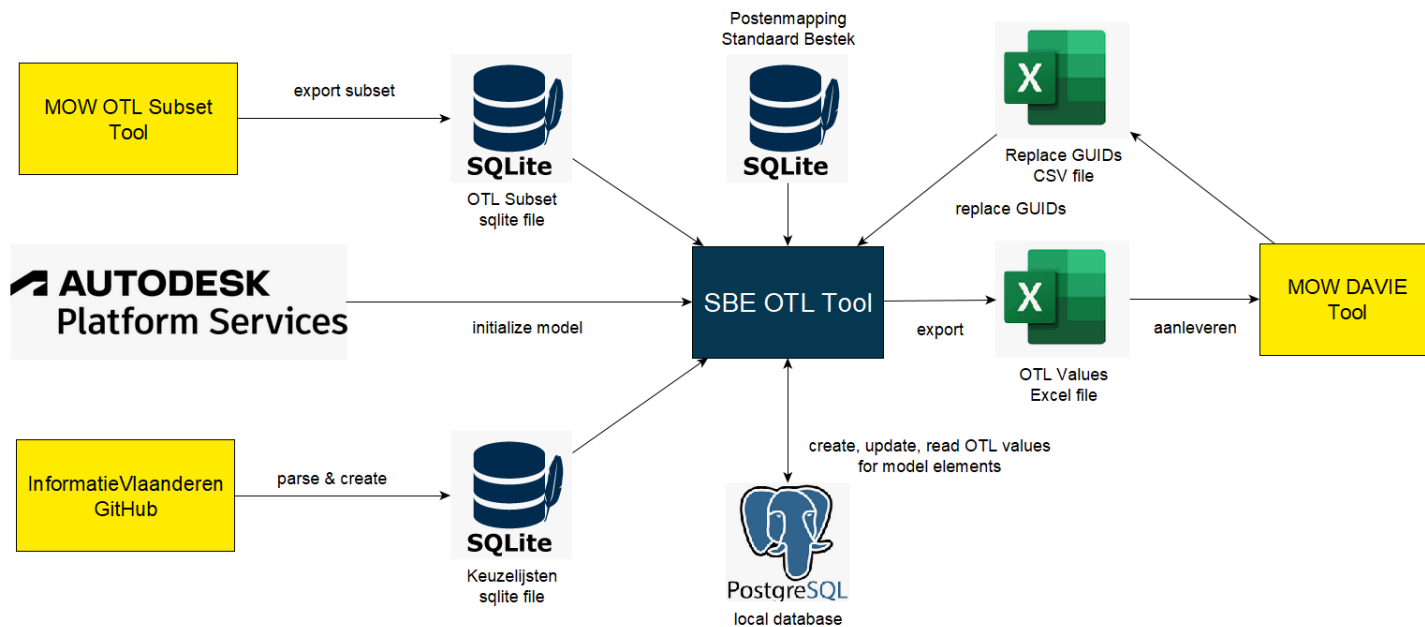 Postenmapping
Standaard Bestek
MOW OTL Subset
Tool
export subset
SQLite
OTL Subset
sqlite file
SQLite
X
Replace GUIDs
CSV file
replace GUIDs
AUTODESK
Platform Services
initialize model
SBE OTL Tool
export
X
OTL Values
Excel file
aanleveren
MOW DAVIE
Tool
InformatieVlaanderen
GitHub
parse & create
SQLite
Keuzelijsten
sqlite file
create, update, read OTL values
for model elements
PostgreSQL
local database